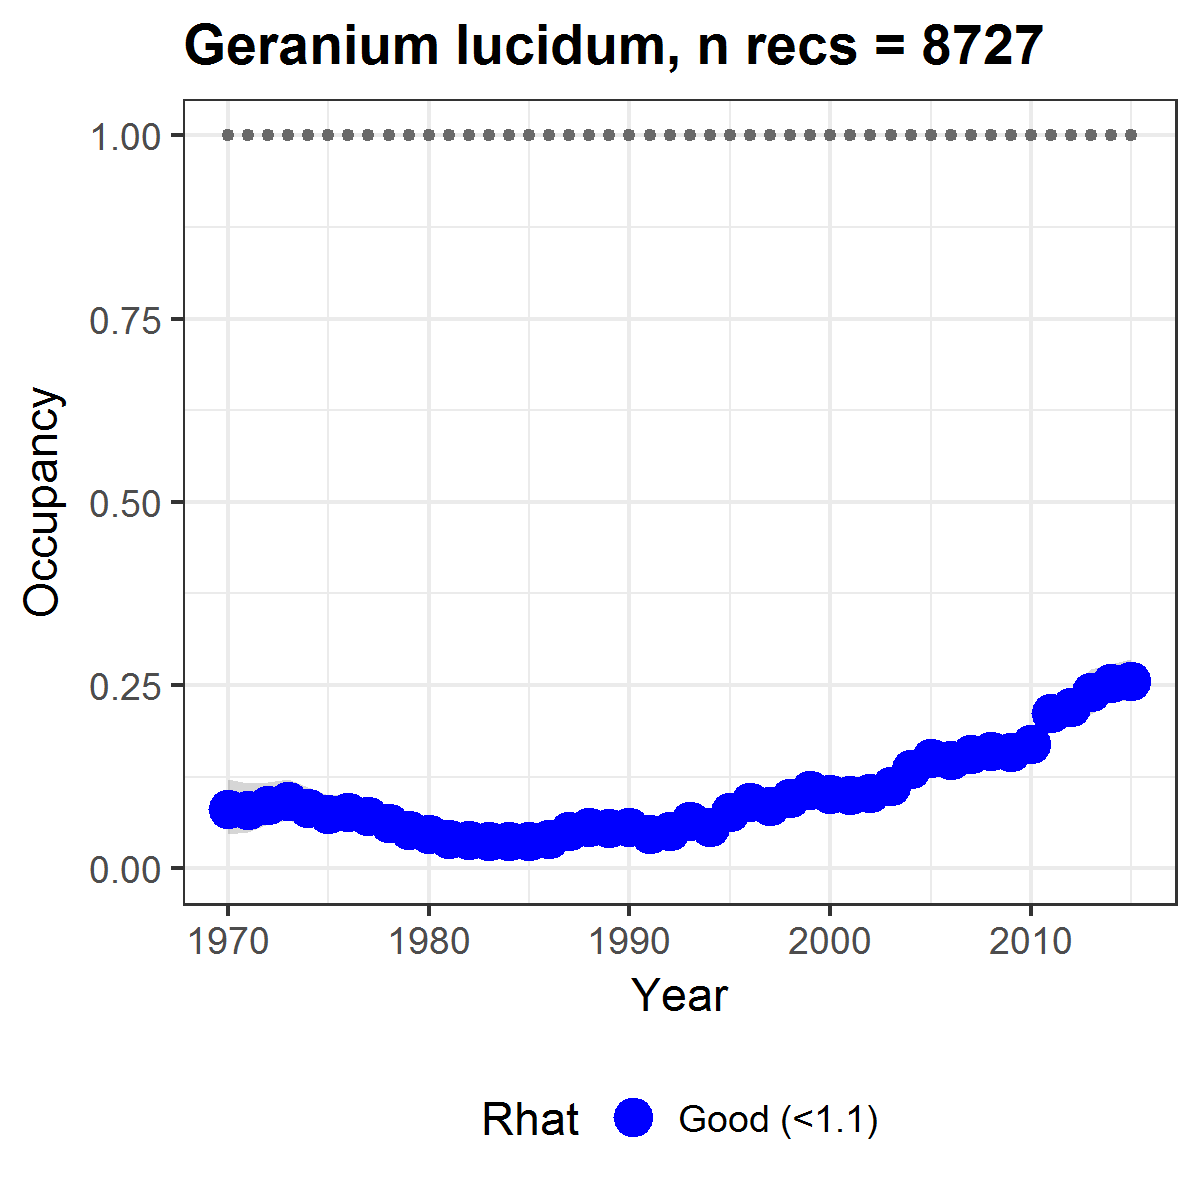 Geranium lucidum, n recs = 8727
1.00
0.75
0.50
0.25
0.00
Occupancy
1970 1980 1990 2000 2010
Year
Rhat Good (<1.1)